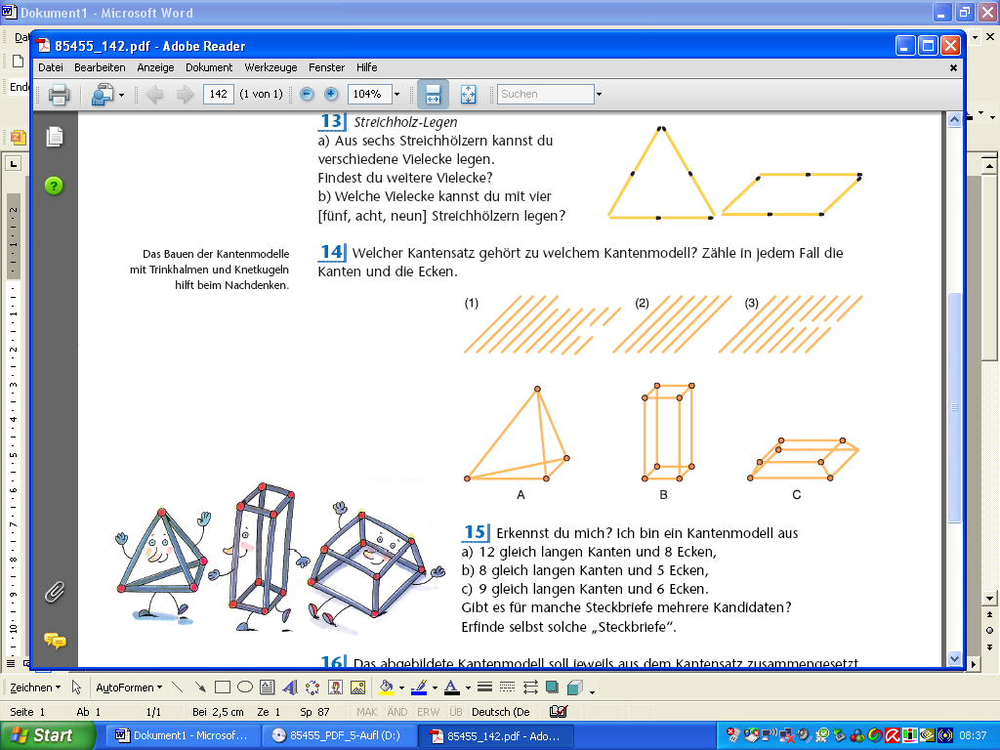 Dokument1 - Microsoft Word
Da
85455_142.pdf - Adobe Reader
Datei Bearbeiten Anzeige Dokument Werkzeuge Fenster Hilfe
End
142 (1 von 1) 104% Suchen
13 Streichholz-Legen
a) Aus sechs Streichhölzern kannst du
verschiedene Vielecke legen.
Findest du weitere Vielecke?
b) Welche Vielecke kannst du mit vier
[fünf, acht, neun] Streichhölzern legen?
Das Bauen der Kantenmodelle
mit Trinkhalmen und Knetkugeln
hilft beim Nachdenken.
14 Welcher Kantensatz gehört zu welchem Kantenmodell? Zähle in jedem Fall die
Kanten und die Ecken.
(1) (2) (3)
A B C
15 Erkennst du mich? Ich bin ein Kantenmodell aus
a) 12 gleich langen Kanten und 8 Ecken,
b) 8 gleich langen Kanten und 5 Ecken,
c) 9 gleich langen Kanten und 6 Ecken.
Gibt es für manche Steckbriefe mehrere Kandidaten?
Erfinde selbst solche „Steckbriefe“.
16 Das abgebildete Kantenmodell soll jeweils aus dem Kantensatz zusammengesetzt
Zeichnen AutoFormen
Seite 1 Ab 1 1/1 Bei 2,5 cm Ze 1 Sp 87 MAK ÄND ERW ÜB Deutsch (De
Start Dokument1 - Microsof... 85455_PDF_5-Aufl (D:) 85455_142.pdf - Ado... 08:37